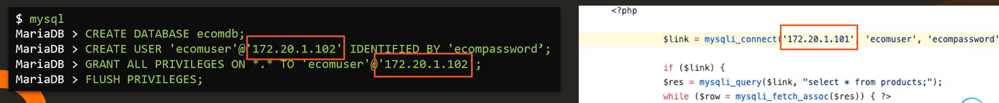 $ mysql
MariaDB > CREATE DATABASE ecomdb;
MariaDB > CREATE USER 'ecomuser'@'172.20.1.102' IDENTIFIED BY 'ecompassword’;
MariaDB > GRANT ALL PRIVILEGES ON *.* TO 'ecomuser'@'172.20.1.102';
MariaDB > FLUSH PRIVILEGES;
<?php
$link = mysqli_connect('172.20.1.101', 'ecomuser', 'ecompassword'
if ($link) {
$res = mysqli_query($link, "select * from products;");
while ($row = mysqli_fetch_assoc($res)) { ?>